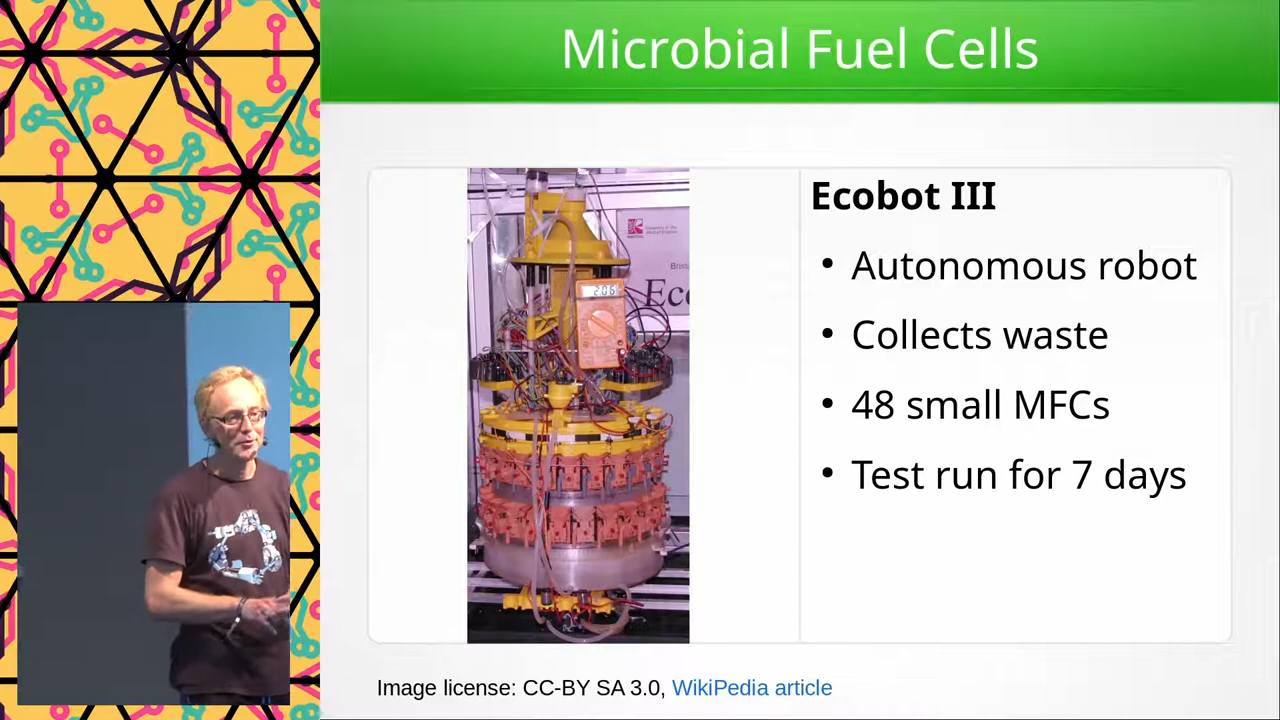 Microbial Fuel Cells
Ecobot III
• Autonomous robot
• Collects waste
• 48 small MFCs
• Test run for 7 days
Eco
Image license: CC-BY SA 3.0, WikiPedia article